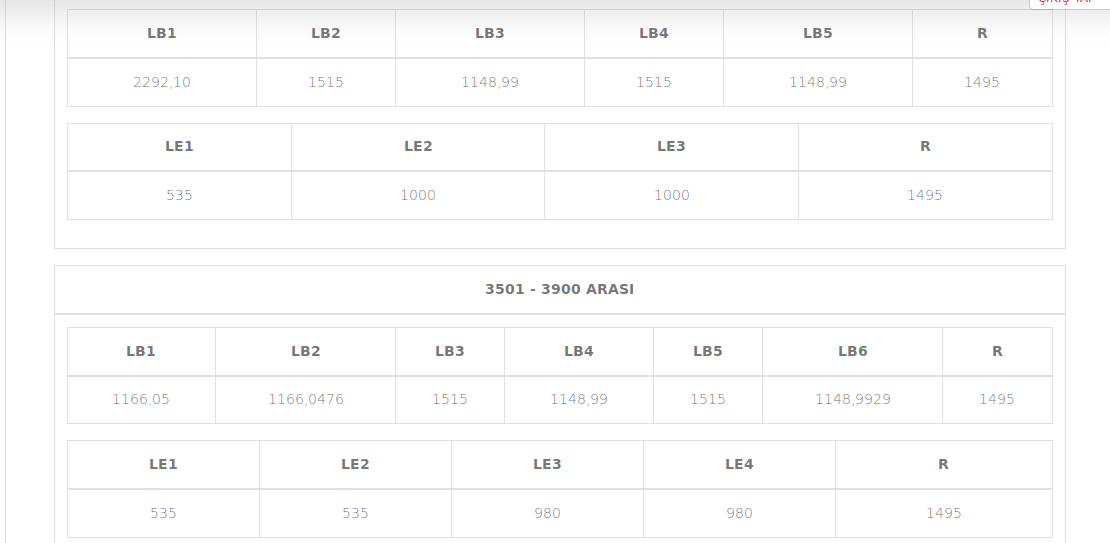 ÇIKIŞ YAP
LB1 LB2 LB3 LB4 LB5 R
2292,10 1515 1148,99 1515 1148,99 1495
LE1 LE2 LE3 R
535 1000 1000 1495
3501 - 3900 ARASI
LB1 LB2 LB3 LB4 LB5 LB6 R
1166,05 1166,0476 1515 1148,99 1515 1148,9929 1495
LE1 LE2 LE3 LE4 R
535 535 980 980 1495